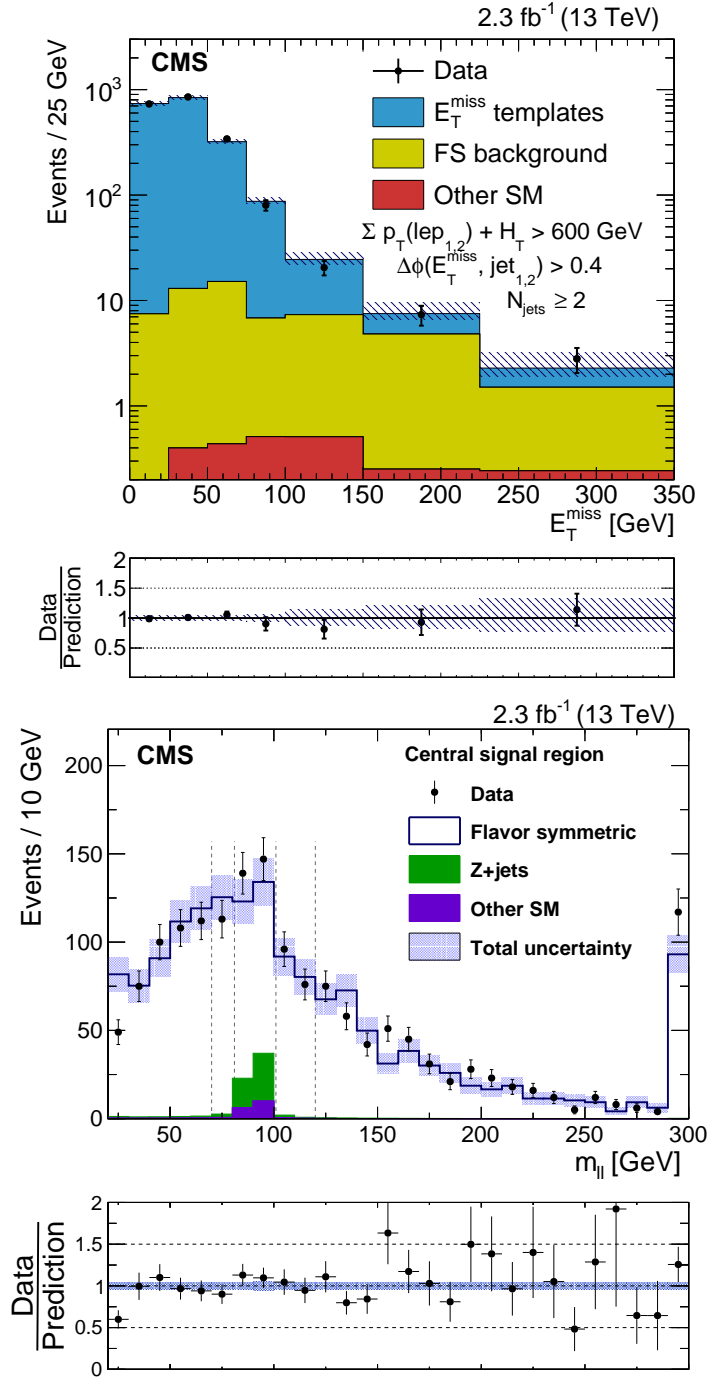 2.3 fb⁻¹ (13 TeV)
CMS
Data
E_T^miss templates
FS background
Other SM
Σ p_T(lep_1,2) + H_T > 600 GeV
Δϕ(E_T^miss, jet_1,2) > 0.4
N_jets ≥ 2
Events / 25 GeV
10³
10²
10
1
0 50 100 150 200 250 300 350
E_T^miss [GeV]
Data
Prediction
2
1.5
1
0.5
2.3 fb⁻¹ (13 TeV)
CMS
Central signal region
Data
Flavor symmetric
Z+jets
Other SM
Total uncertainty
Events / 10 GeV
200
150
100
50
0
50 100 150 200 250 300
m_ll [GeV]
Data
Prediction
2
1.5
1
0.5
0